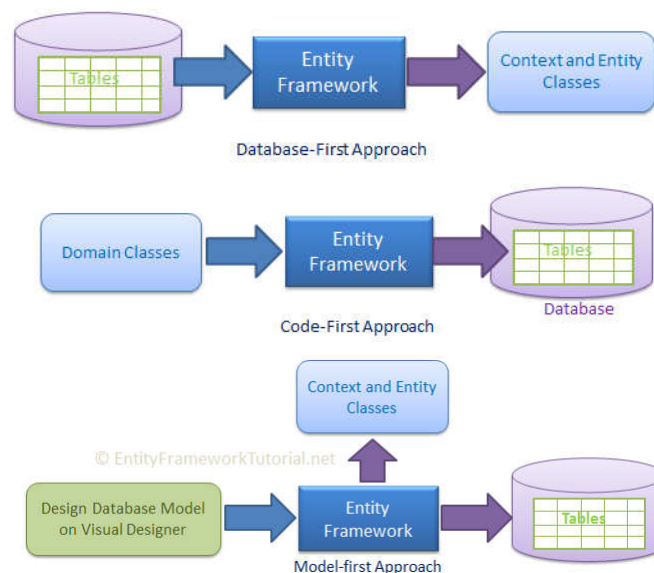 Tables
Entity
Framework
Context and Entity
Classes
Database-First Approach
Domain Classes
Entity
Framework
Tables
Database
Code-First Approach
Context and Entity
Classes
© EntityFrameworkTutorial.net
Design Database Model
on Visual Designer
Entity
Framework
Tables
Model-first Approach